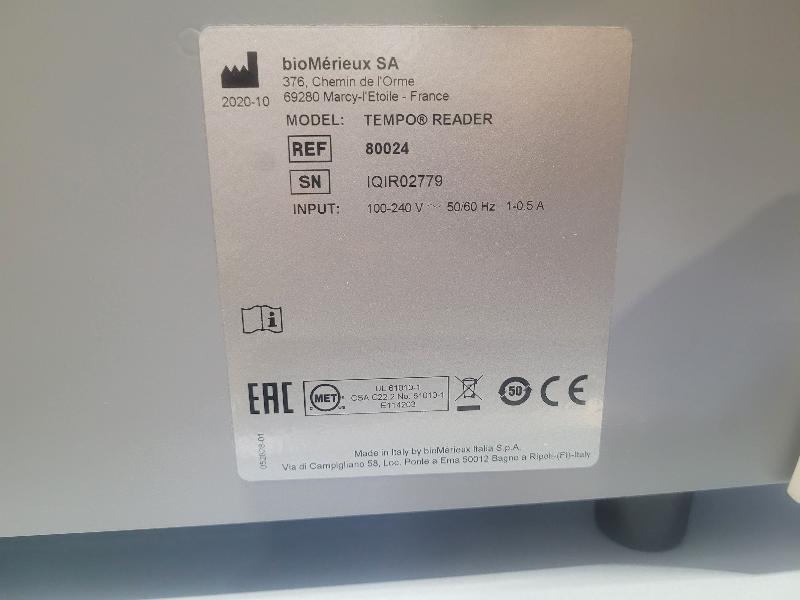 bioMérieux SA
376, Chemin de l'Orme
2020-10 69280 Marcy-l'Etoile - France
MODEL: TEMPO® READER
REF 80024
SN IQIR02779
INPUT: 100-240 V ~ 50/60 Hz 1-0.5 A
i
EAC
MET
UL 61010-1
CSA C22.2 No. 61010-1
E114203
50
CE
Made in Italy by bioMérieux Italia S.p.A.
Via di Campigliano 58, Loc. Ponte a Ema 50012 Bagno a Ripoli-(FI)-Italy